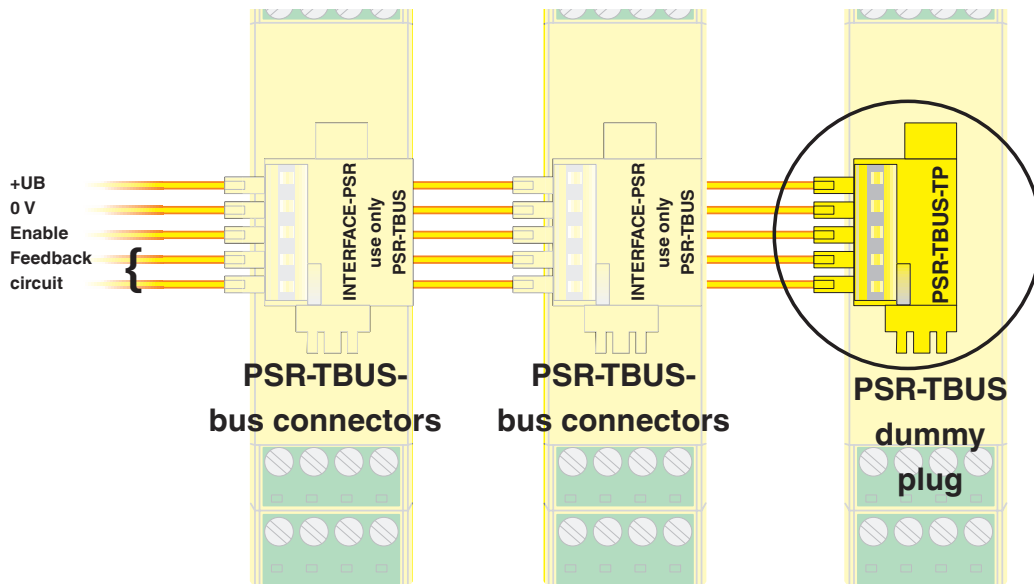 +UB
0 V
Enable
Feedback
circuit
{
INTERFACE-PSR
use only
PSR-TBUS
INTERFACE-PSR
use only
PSR-TBUS
PSR-TBUS-TP
PSR-TBUS-
bus connectors
PSR-TBUS-
bus connectors
PSR-TBUS
dummy
plug